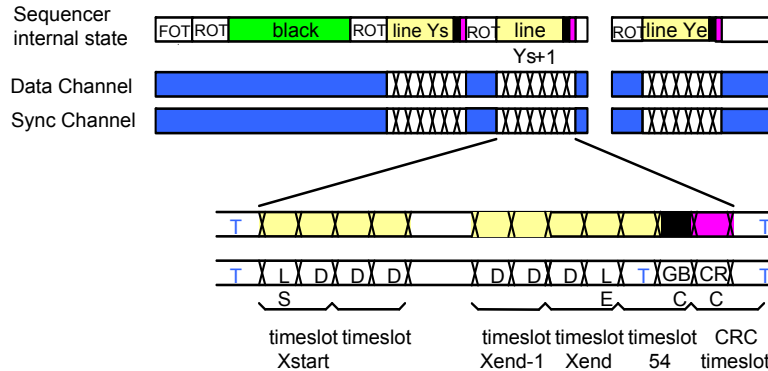 Sequencer
internal state
FOT ROT black ROT line Ys ROT line ROT line Ye
Ys+1
Data Channel
Sync Channel
T T
T L D D D D D D L T GB CR T
S E C C
timeslot timeslot timeslot timeslot timeslot CRC
Xstart Xend-1 Xend 54 timeslot